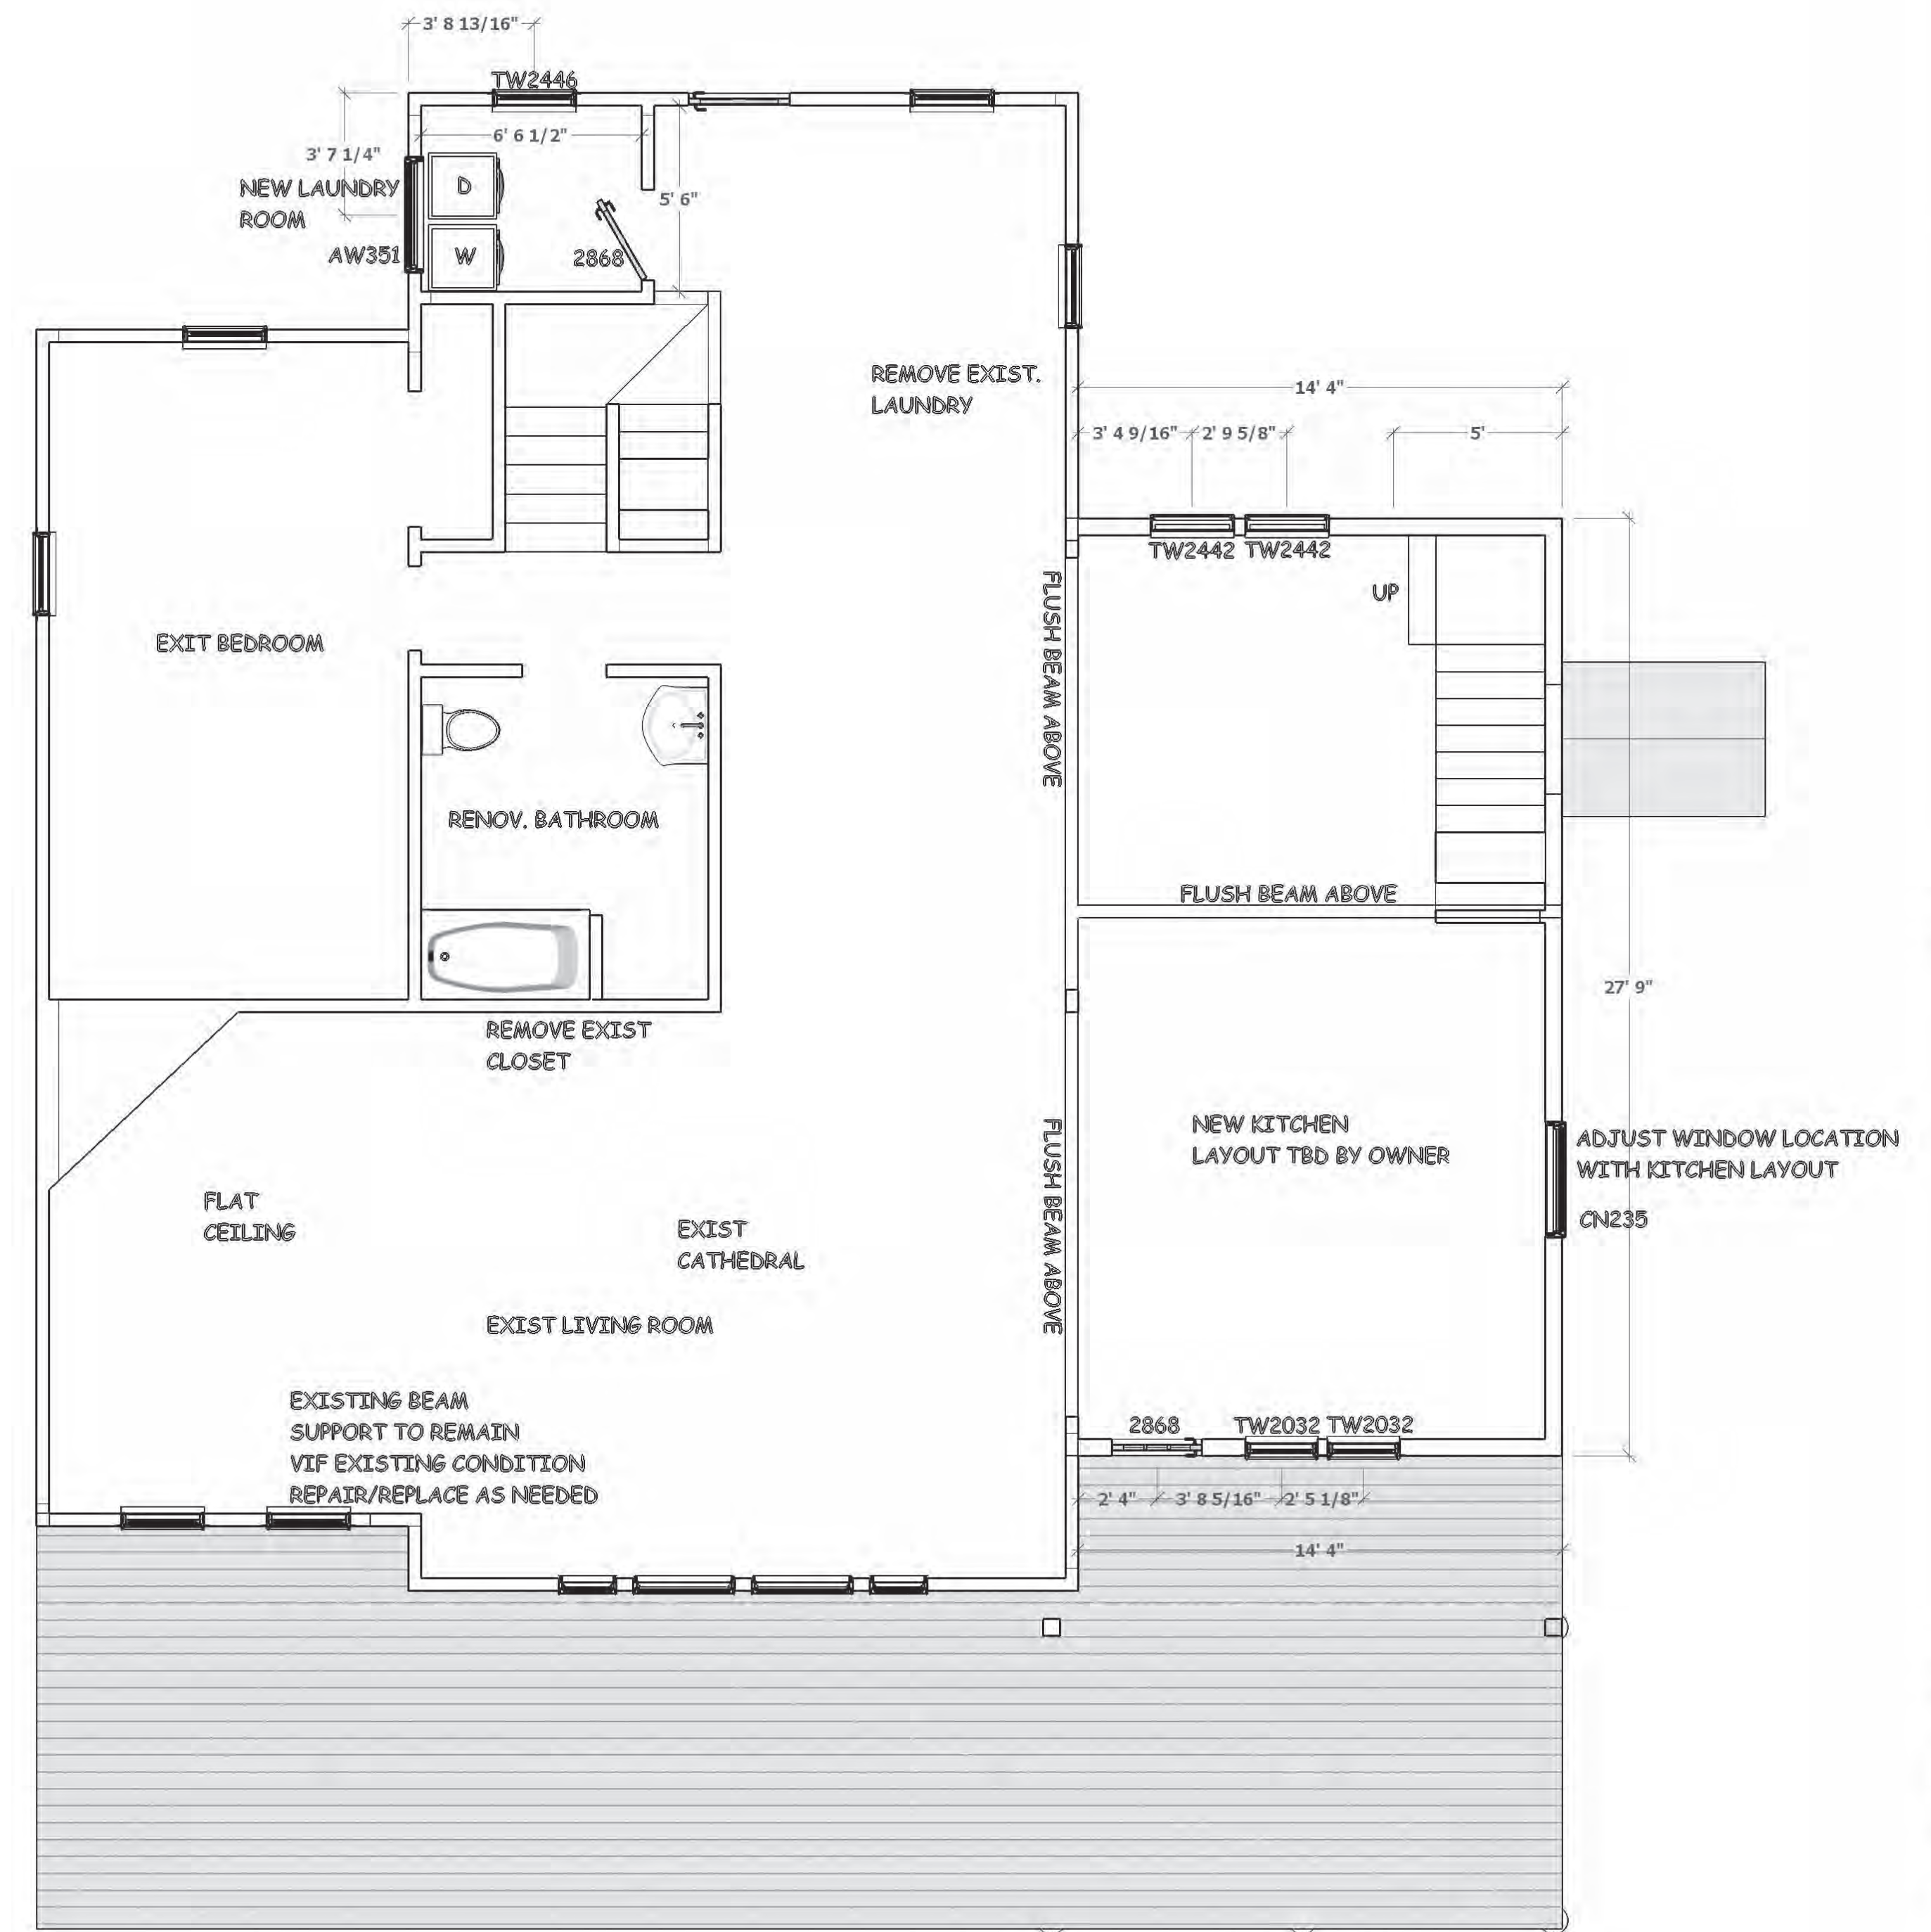 3' 8 13/16"
TW2446
6' 6 1/2"
3' 7 1/4"
NEW LAUNDRY
ROOM
D
5' 6"
AW351
W
2868
REMOVE EXIST.
LAUNDRY
14' 4"
3' 4 9/16"
2' 9 5/8"
5'
TW2442
TW2442
UP
FLUSH BEAM ABOVE
EXIT BEDROOM
RENOV. BATHROOM
FLUSH BEAM ABOVE
27' 9"
REMOVE EXIST
CLOSET
NEW KITCHEN
LAYOUT TBD BY OWNER
ADJUST WINDOW LOCATION
WITH KITCHEN LAYOUT
CN235
FLUSH BEAM ABOVE
FLAT
CEILING
EXIST
CATHEDRAL
EXIST LIVING ROOM
EXISTING BEAM
SUPPORT TO REMAIN
VIF EXISTING CONDITION
REPAIR/REPLACE AS NEEDED
2868
TW2032
TW2032
2' 4"
3' 8 5/16"
2' 5 1/8"
14' 4"